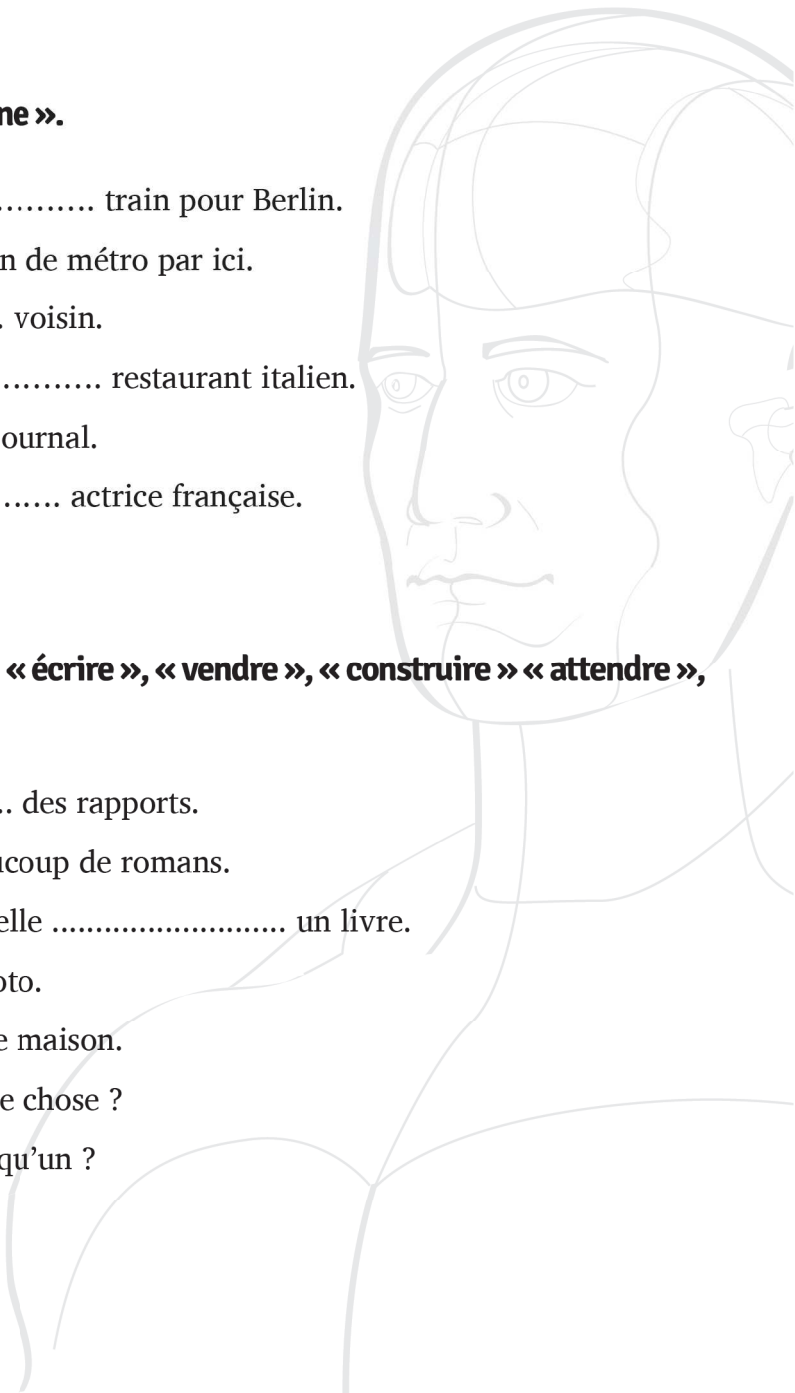 ne ».
………. train pour Berlin.
n de métro par ici.
. voisin.
.………. restaurant italien.
ournal.
…… actrice française.
« écrire », « vendre », « construire » « attendre »,
.. des rapports.
ucoup de romans.
elle ........................... un livre.
oto.
e maison.
e chose ?
qu’un ?